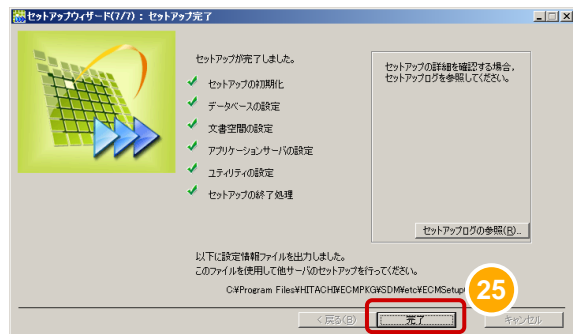 セットアップウィザード(7/7) : セットアップ完了
セットアップが完了しました。
セットアップの初期化
データベースの設定
文書空間の設定
アプリケーションサーバの設定
ユティリティの設定
セットアップの終了処理
セットアップの詳細を確認する場合，
セットアップログを参照してください。
セットアップログの参照(R)...
以下に設定情報ファイルを出力しました。
このファイルを使用して他サーバのセットアップを行ってください。
C:¥Program Files¥HITACHI¥ECMPKG¥SDM¥etc¥ECMSetup
25
< 戻る(B)
完了
キャンセル